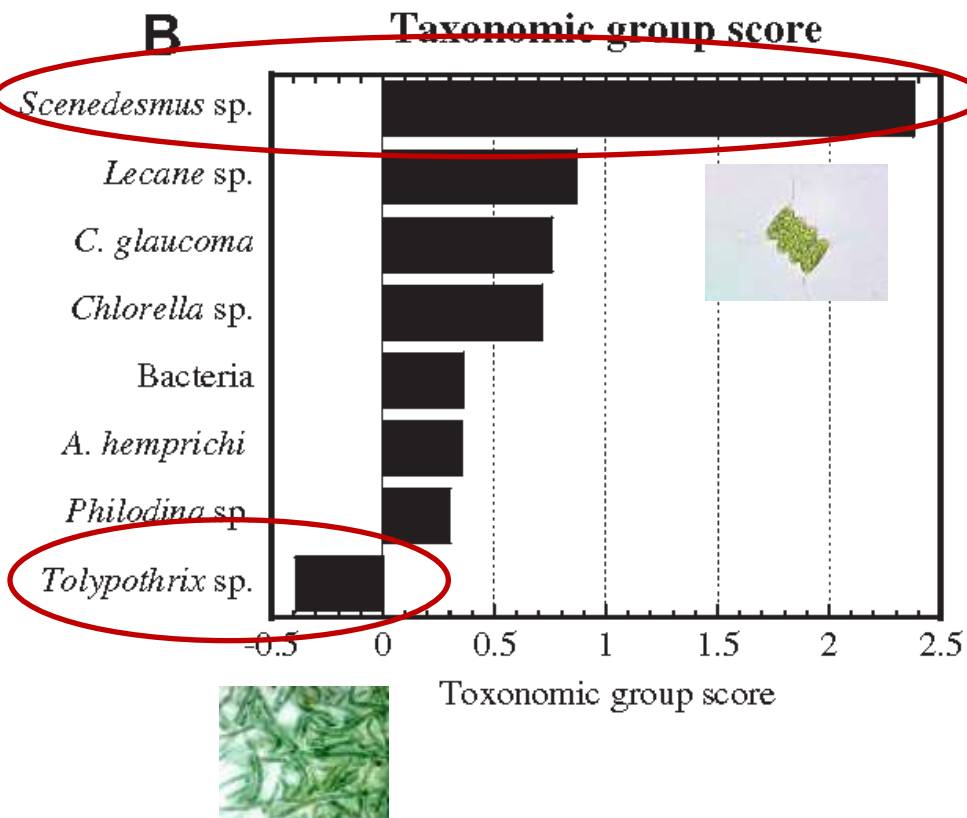 B
Taxonomic group score
Scenedesmus sp.
Lecane sp.
C. glaucoma
Chlorella sp.
Bacteria
A. hemprichi
Philodina sp
Tolypothrix sp.
-0.5 0 0.5 1 1.5 2 2.5
Toxonomic group score